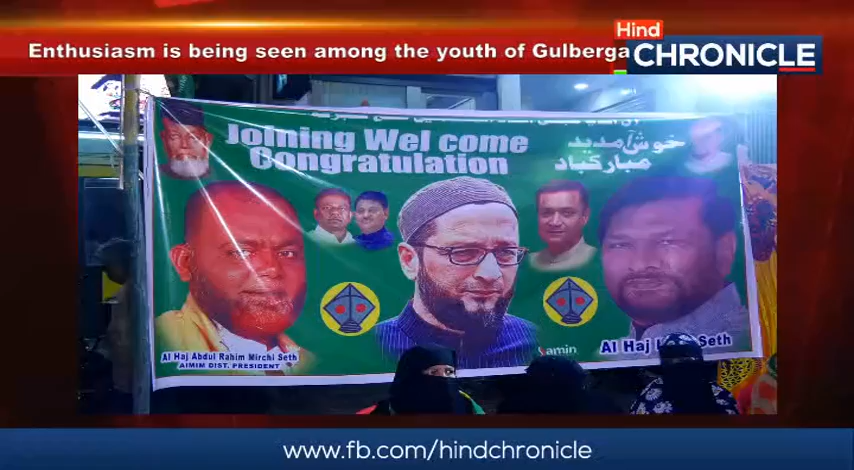 Hind
CHRONICLE
Enthusiasm is being seen among the youth of Gulberga
Joining Wel come
Congratulation
خوش آمدید
مبارکباد
Al Haj Abdul Rahim Mirchi Seth
AIMIM DIST. PRESIDENT
amin
Al Haj Seth
www.fb.com/hindchronicle